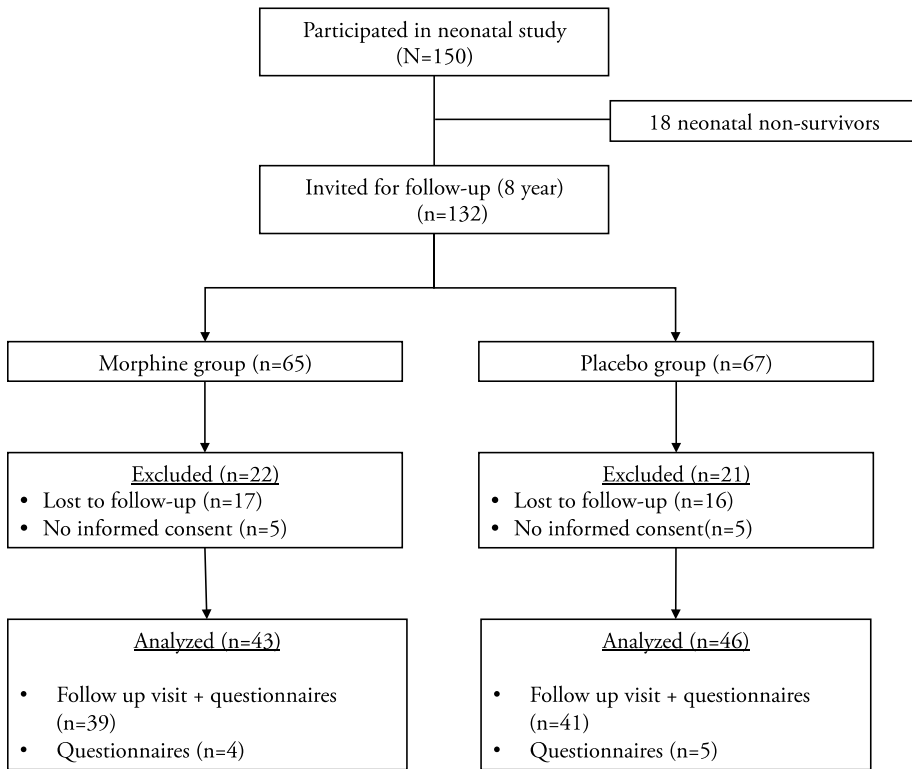 Participated in neonatal study
(N=150)
18 neonatal non-survivors
Invited for follow-up (8 year)
(n=132)
Morphine group (n=65)
Placebo group (n=67)
Excluded (n=22)
• Lost to follow-up (n=17)
• No informed consent (n=5)
Excluded (n=21)
• Lost to follow-up (n=16)
• No informed consent(n=5)
Analyzed (n=43)
• Follow up visit + questionnaires
(n=39)
• Questionnaires (n=4)
Analyzed (n=46)
• Follow up visit + questionnaires
(n=41)
• Questionnaires (n=5)